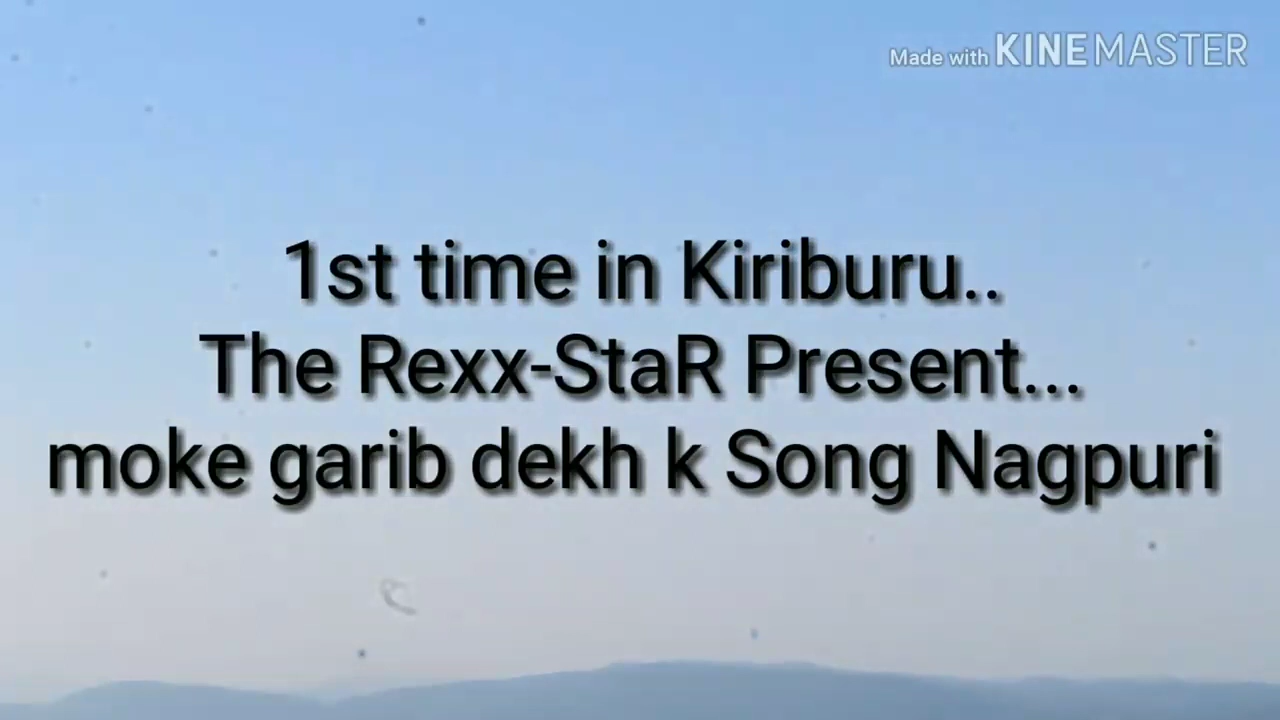 Made with KINEMASTER
1st time in Kiriburu..
The Rexx-StaR Present...
moke garib dekh k Song Nagpuri